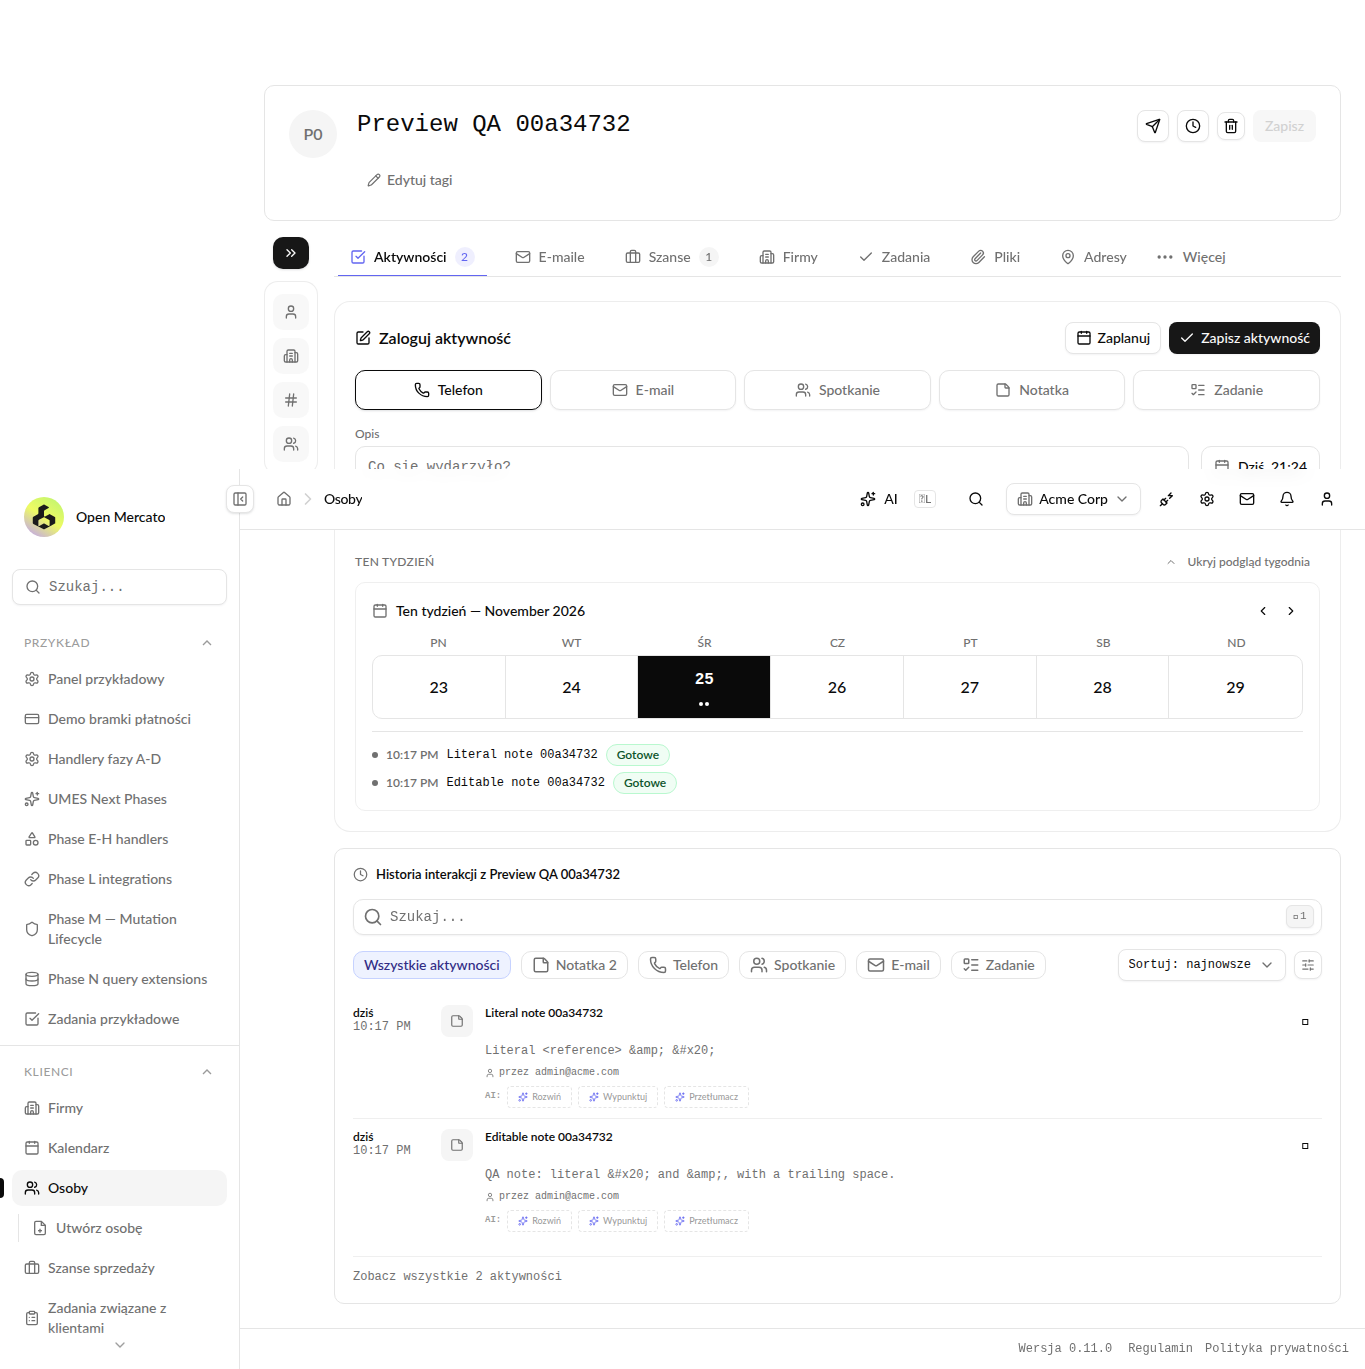 P0
Preview QA 00a34732
Zapisz
Edytuj tagi
Aktywności 2
E-maile
Szanse 1
Firmy
Zadania
Pliki
Adresy
Więcej
Zaloguj aktywność
Zaplanuj
Zapisz aktywność
Telefon
E-mail
Spotkanie
Notatka
Zadanie
Opis
Co się wydarzyło?
Dziś, 21:24
Open Mercato
Osoby
AI
L
Acme Corp
Szukaj...
PRZYKŁAD
Panel przykładowy
Demo bramki płatności
Handlery fazy A-D
UMES Next Phases
Phase E-H handlers
Phase L integrations
Phase M — Mutation
Lifecycle
Phase N query extensions
Zadania przykładowe
KLIENCI
Firmy
Kalendarz
Osoby
Utwórz osobę
Szanse sprzedaży
Zadania związane z
klientami
TEN TYDZIEŃ
Ukryj podgląd tygodnia
Ten tydzień — November 2026
PN WT ŚR CZ PT SB ND
23 24 25 26 27 28 29
10:17 PM Literal note 00a34732 Gotowe
10:17 PM Editable note 00a34732 Gotowe
Historia interakcji z Preview QA 00a34732
Szukaj...
1
Wszystkie aktywności
Notatka 2
Telefon
Spotkanie
E-mail
Zadanie
Sortuj: najnowsze
dziś
10:17 PM
Literal note 00a34732
Literal <reference> &amp; &#x20;
przez admin@acme.com
AI: Rozwiń Wypunktuj Przetłumacz
dziś
10:17 PM
Editable note 00a34732
QA note: literal &#x20; and &amp;, with a trailing space.
przez admin@acme.com
AI: Rozwiń Wypunktuj Przetłumacz
Zobacz wszystkie 2 aktywności
Wersja 0.11.0 Regulamin Polityka prywatności